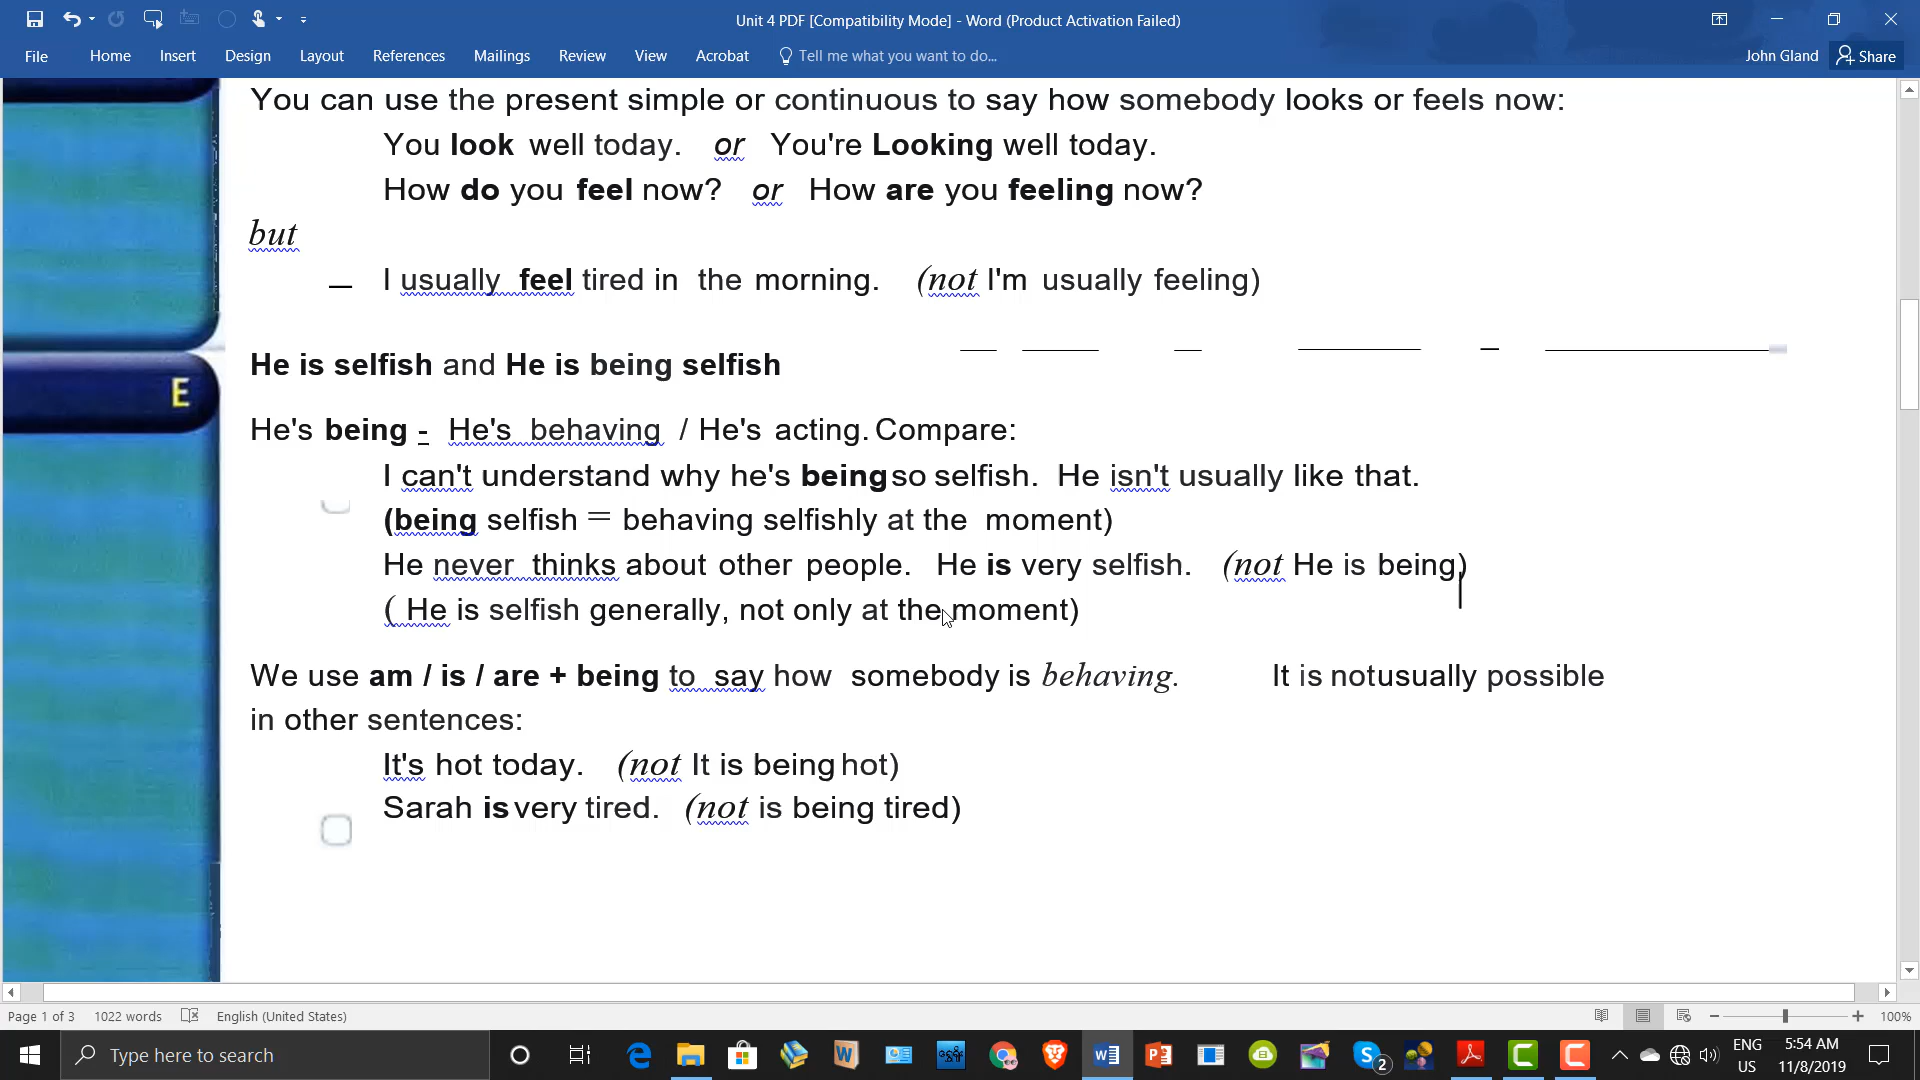 Unit 4 PDF [Compatibility Mode] - Word (Product Activation Failed)
File Home Insert Design Layout References Mailings Review View Acrobat Tell me what you want to do... John Gland Share
You can use the present simple or continuous to say how somebody looks or feels now:
You look well today. or You're Looking well today.
How do you feel now? or How are you feeling now?
but
– I usually feel tired in the morning. (not I'm usually feeling)
He is selfish and He is being selfish
E
He's being - He's behaving / He's acting. Compare:
I can't understand why he's being so selfish. He isn't usually like that.
(being selfish = behaving selfishly at the moment)
He never thinks about other people. He is very selfish. (not He is being)
( He is selfish generally, not only at the moment)
We use am / is / are + being to say how somebody is behaving. It is notusually possible
in other sentences:
It's hot today. (not It is being hot)
Sarah is very tired. (not is being tired)
Page 1 of 3 1022 words English (United States) 100%
Type here to search 2 ENG 5:54 AM
US 11/8/2019